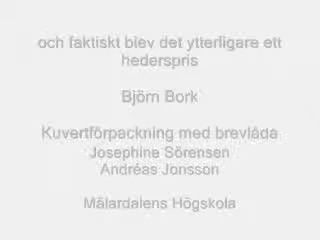 och faktiskt blev det ytterligare ett
hederspris
Björn Bork
Kuvertförpackning med brevlåda
Josephine Sörensen
Andréas Jonsson
Mälardalens Högskola